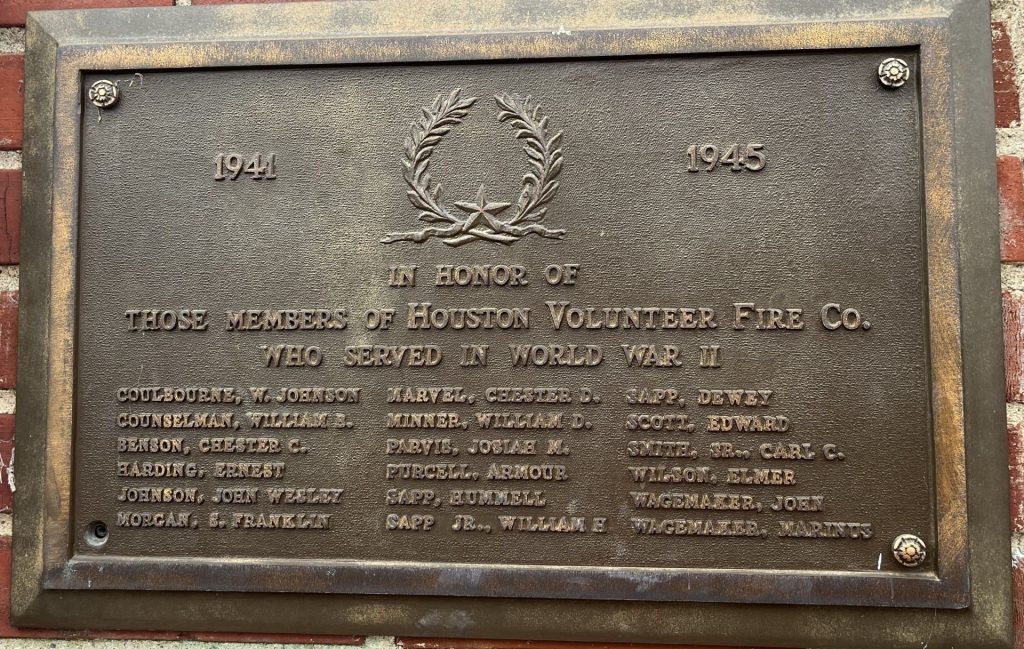 1941 1945
IN HONOR OF
THOSE MEMBERS OF HOUSTON VOLUNTEER FIRE CO.
WHO SERVED IN WORLD WAR II
COULBOURNE, W. JOHNSON MARVEL, CHESTER D. SAPP, DEWEY
COUNSELMAN, WILLIAM E. MINNER, WILLIAM D. SCOTT, EDWARD
BENSON, CHESTER C. PARVIS, JOSIAH M. SMITH, SR., CARL C.
HARDING, ERNEST PURCELL, ARMOUR WILSON, ELMER
JOHNSON, JOHN WESLEY SAPP, HUMMELL WAGEMAKER, JOHN
MORGAN, S. FRANKLIN SAPP JR., WILLIAM H WAGEMAKER, MARINUS